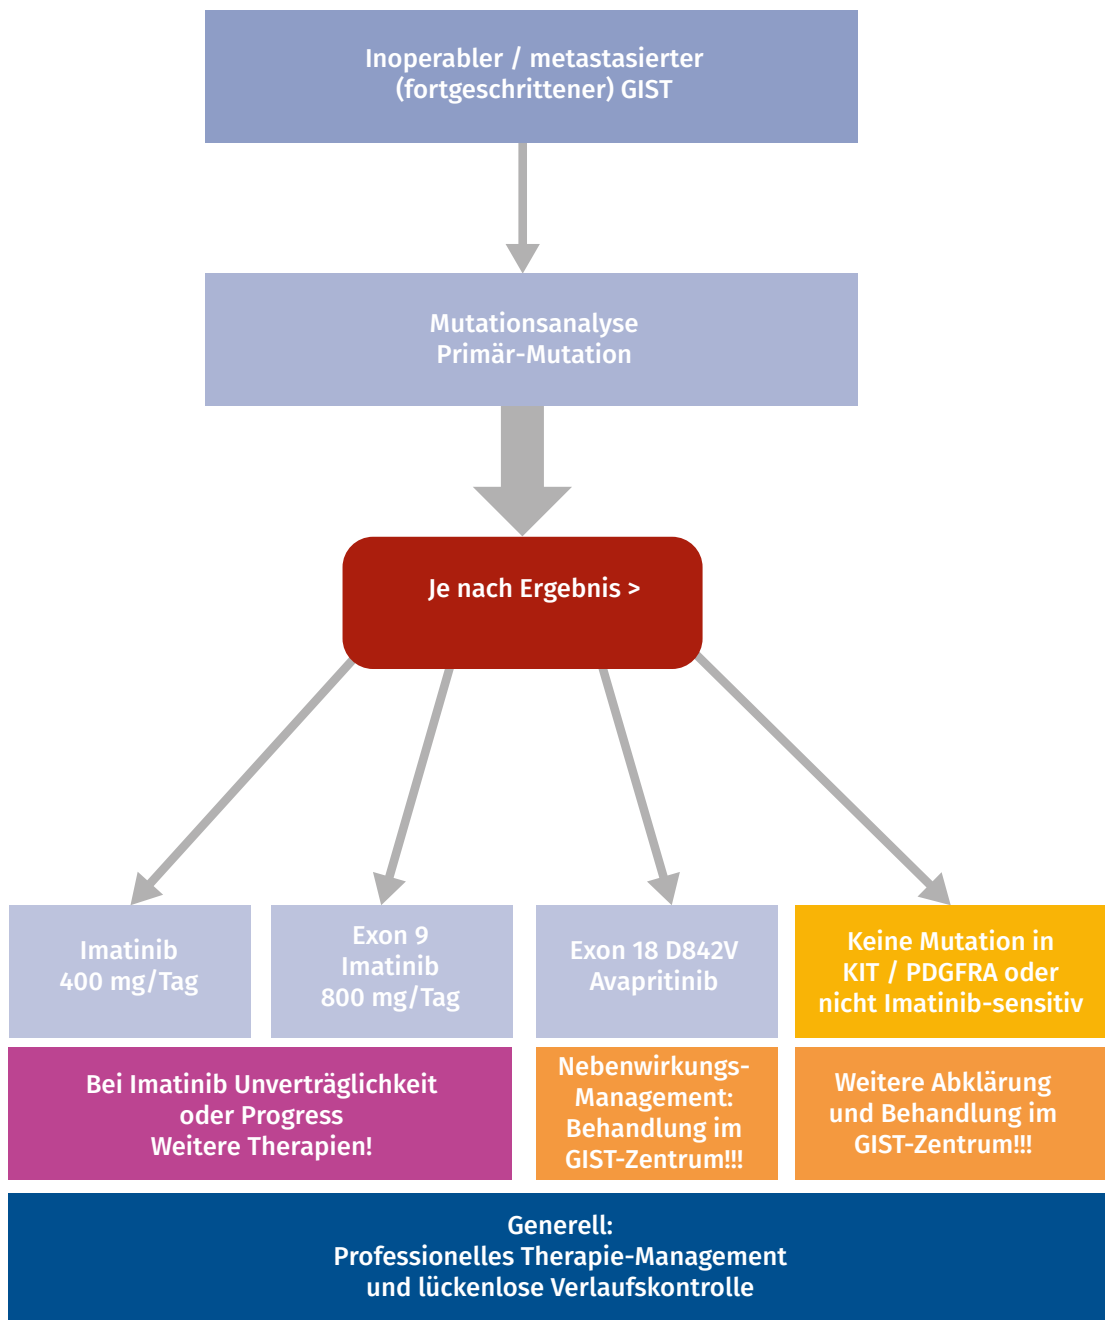 Inoperabler / metastasierter
(fortgeschrittener) GIST
Mutationsanalyse
Primär-Mutation
Je nach Ergebnis >
Imatinib
400 mg/Tag
Exon 9
Imatinib
800 mg/Tag
Exon 18 D842V
Avapritinib
Keine Mutation in
KIT / PDGFRA oder
nicht Imatinib-sensitiv
Bei Imatinib Unverträglichkeit
oder Progress
Weitere Therapien!
Nebenwirkungs-
Management:
Behandlung im
GIST-Zentrum!!!
Weitere Abklärung
und Behandlung im
GIST-Zentrum!!!
Generell:
Professionelles Therapie-Management
und lückenlose Verlaufskontrolle